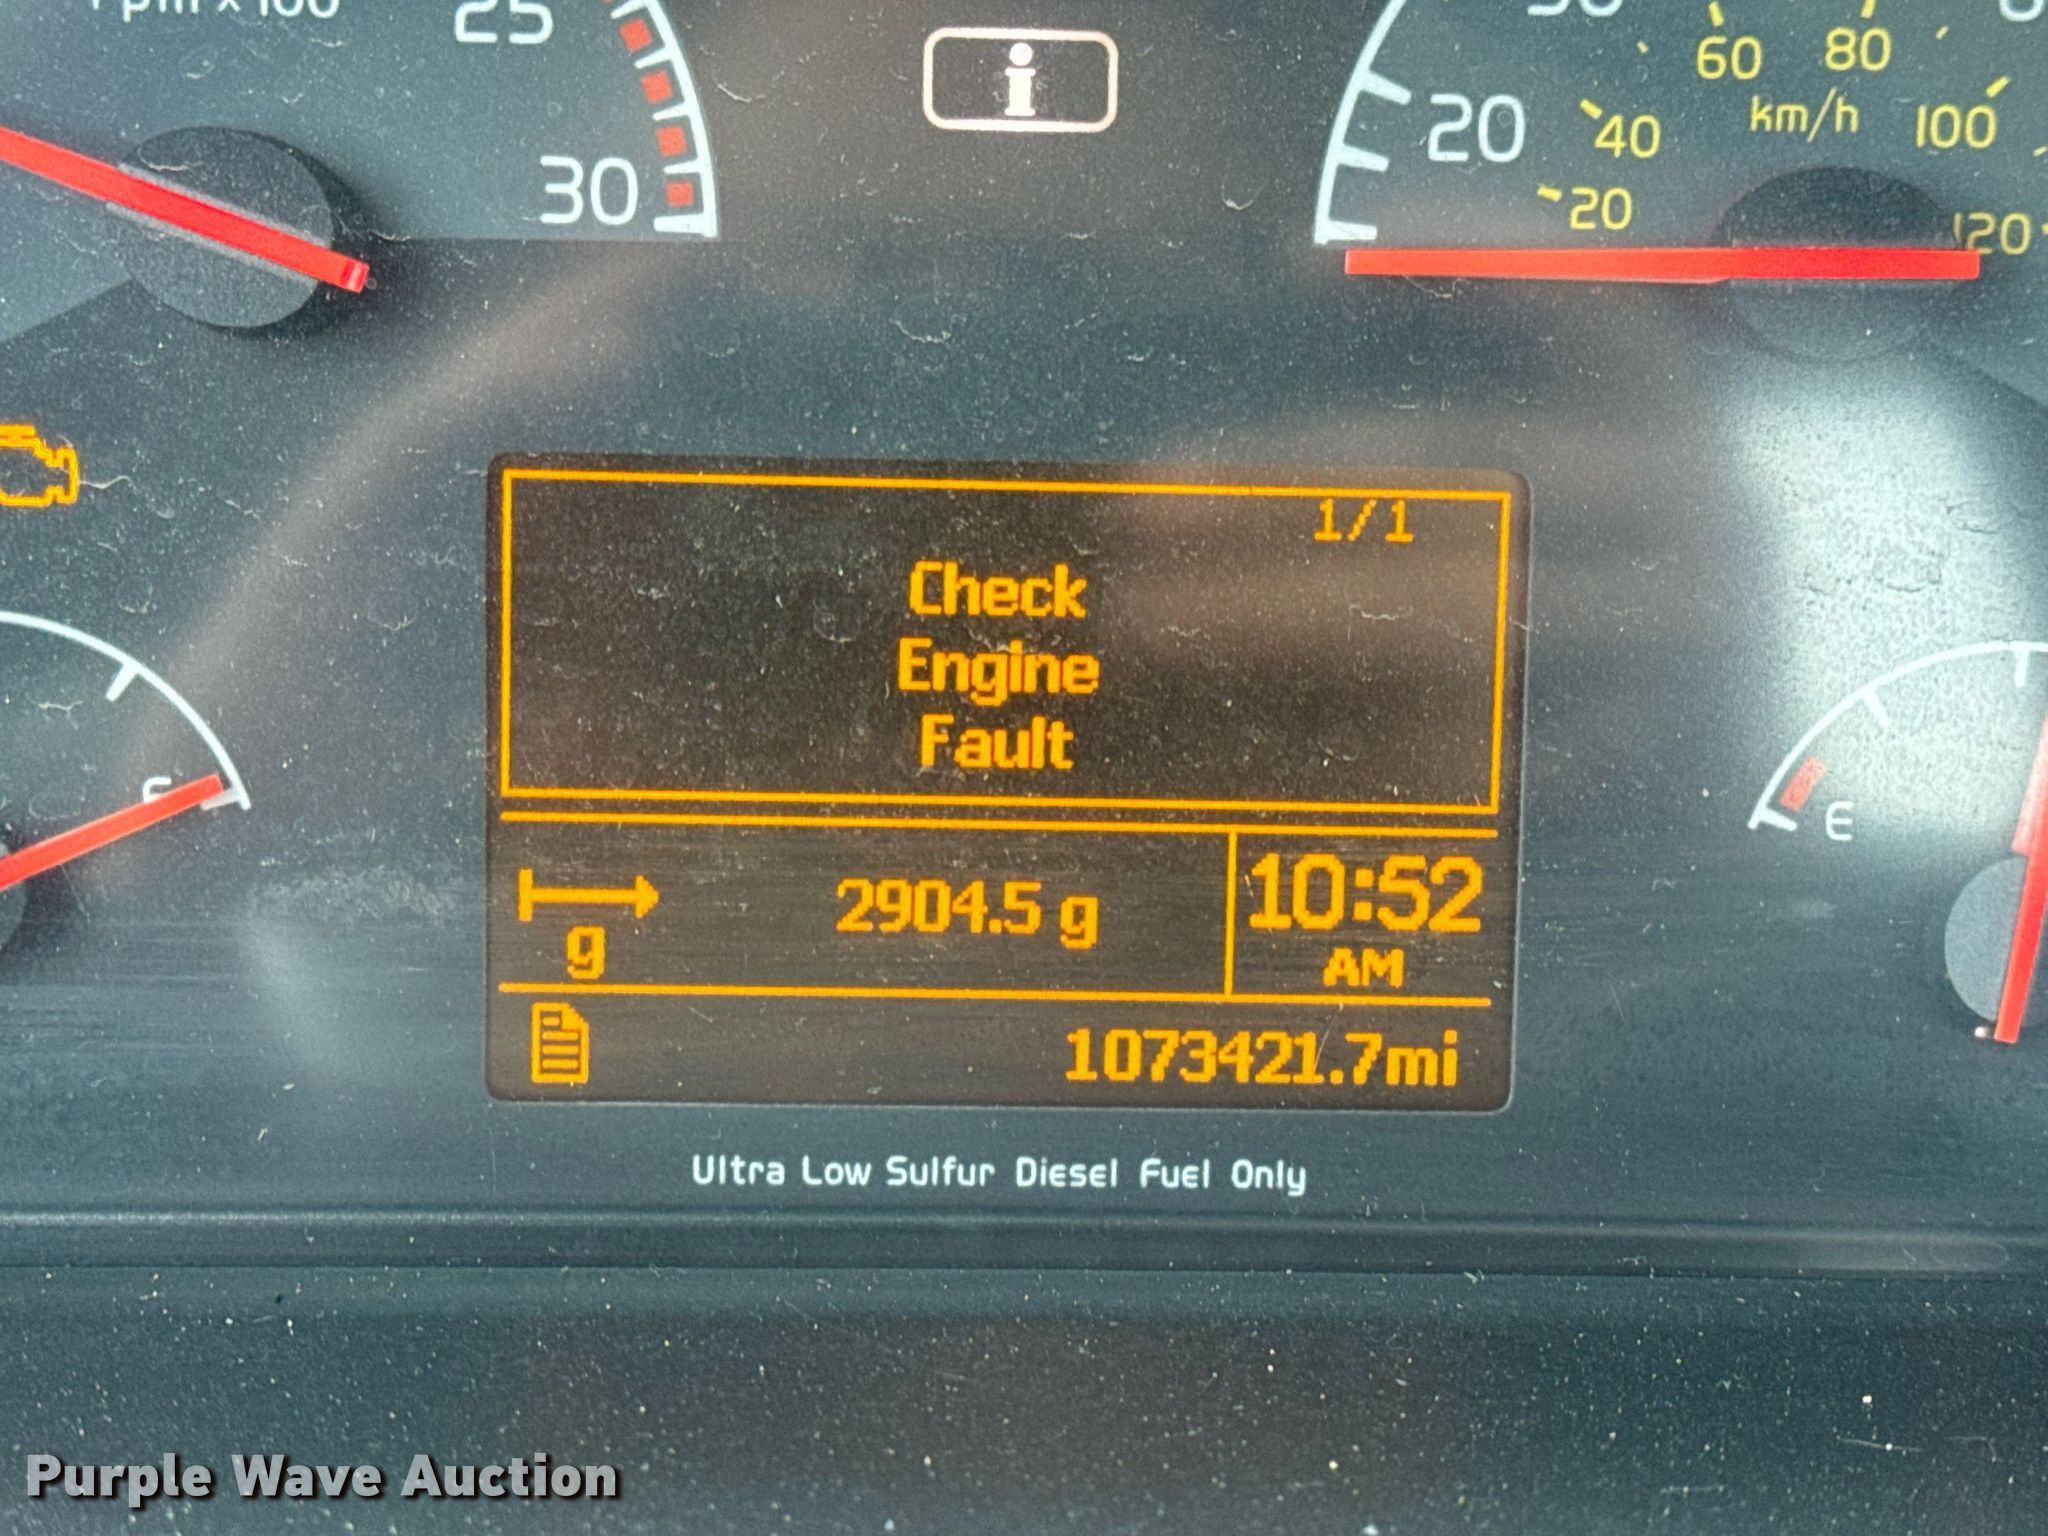 rpm x 100
25
30
i
20
60
80
40
km/h
100
20
120
1/1
Check
Engine
Fault
E
2904.5 g
10:52
g
AM
1073421.7mi
Ultra Low Sulfur Diesel Fuel Only
Purple Wave Auction